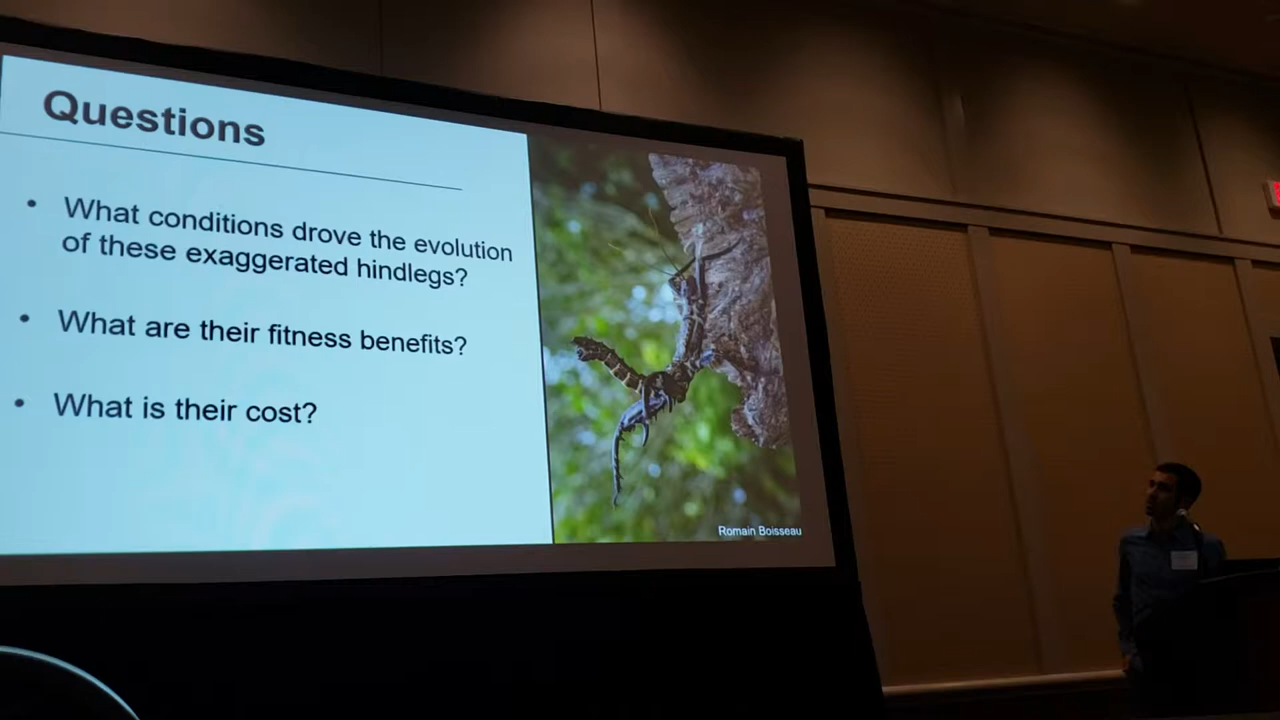 Questions
• What conditions drove the evolution
of these exaggerated hindlegs?
• What are their fitness benefits?
• What is their cost?
Romain Boisseau